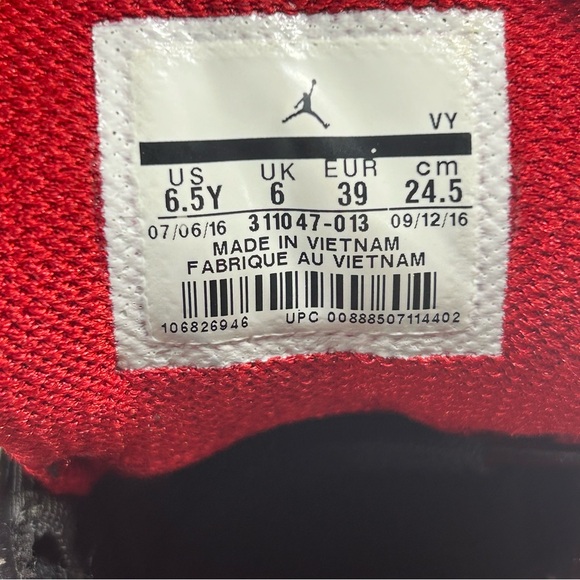 VY
US UK EUR cm
6.5Y 6 39 24.5
07/06/16 311047-013 09/12/16
MADE IN VIETNAM
FABRIQUE AU VIETNAM
106826946 UPC 00888507114402